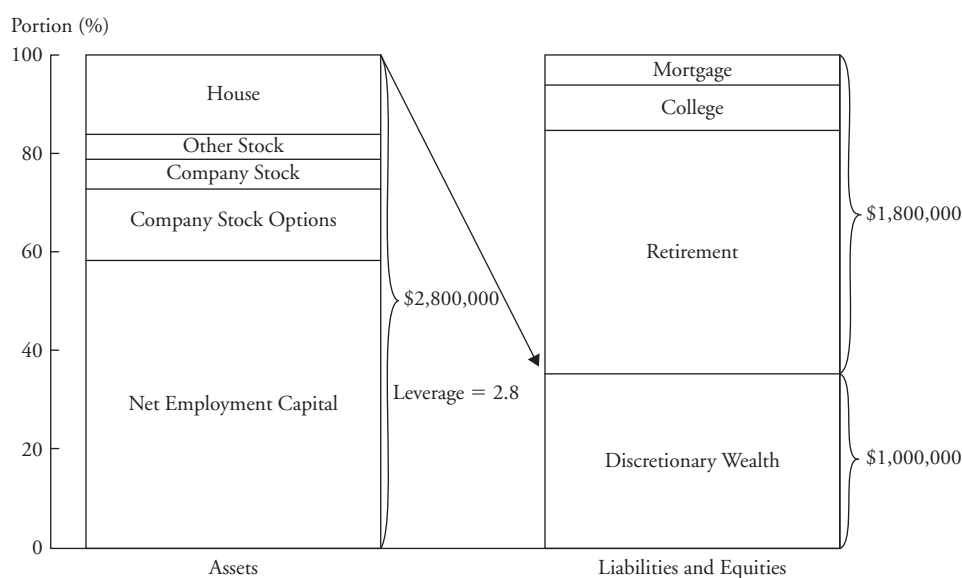 Portion (%)
100
80
60
40
20
0
House
Other Stock
Company Stock
Company Stock Options
Net Employment Capital
$2,800,000
Leverage = 2.8
Mortgage
College
Retirement
Discretionary Wealth
$1,800,000
$1,000,000
Assets
Liabilities and Equities